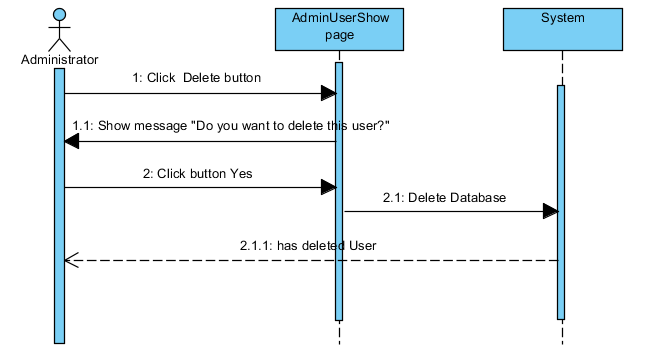 AdminUserShow
page
System
Administrator
1: Click  Delete button
1.1: Show message "Do you want to delete this user?"
2: Click button Yes
2.1: Delete Database
2.1.1: has deleted User